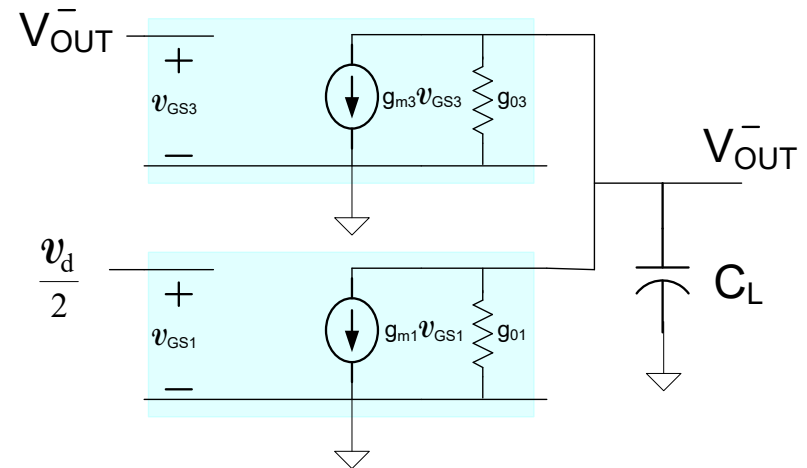 V⁻OUT
+
vGS3
−
gm3vGS3
g03
V⁻OUT
vd
2
+
vGS1
−
gm1vGS1
g01
CL